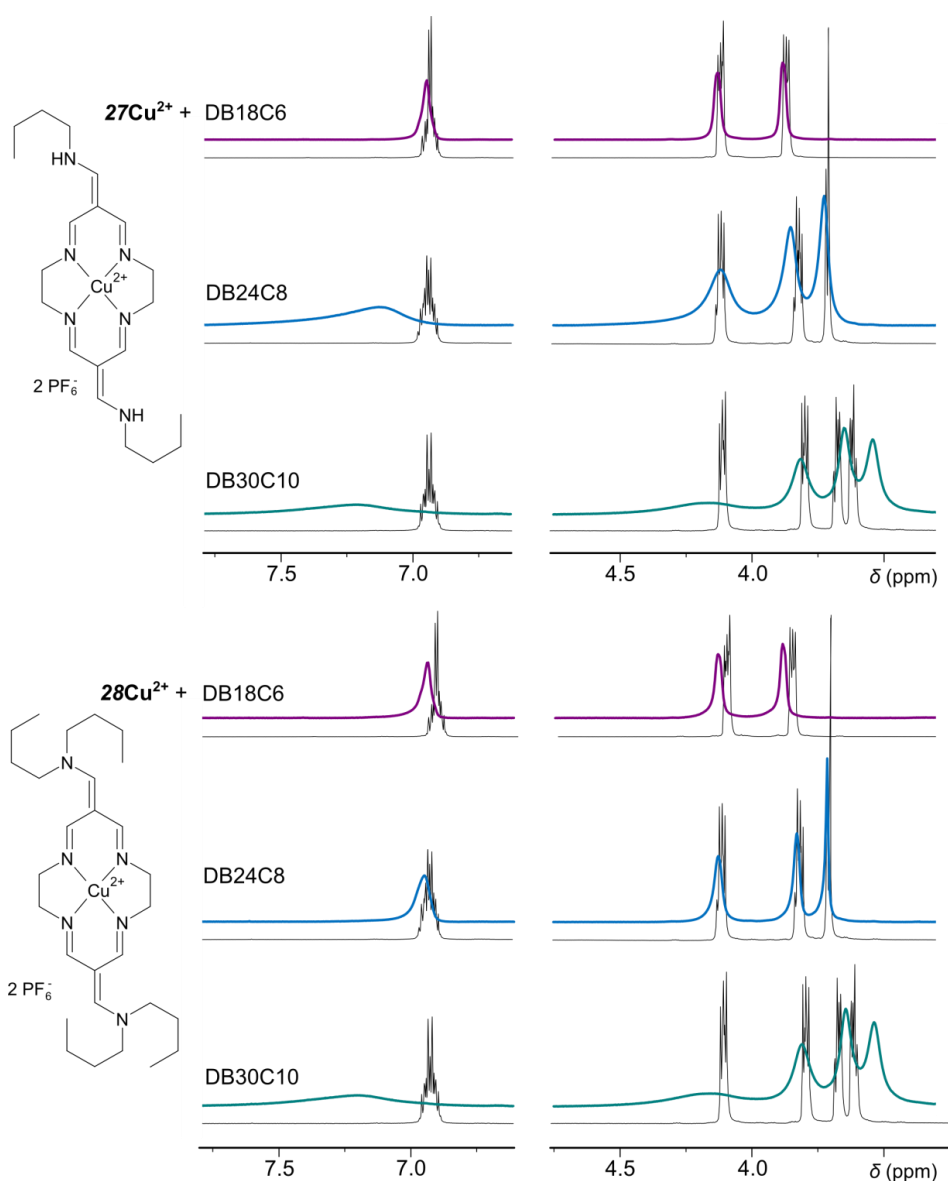 27Cu²⁺ + DB18C6
HN
N N
Cu²⁺
N N
2 PF₆⁻
NH
DB24C8
DB30C10
7.5 7.0 4.5 4.0 δ (ppm)
28Cu²⁺ + DB18C6
N
N N
Cu²⁺
N N
2 PF₆⁻
N
DB24C8
DB30C10
7.5 7.0 4.5 4.0 δ (ppm)